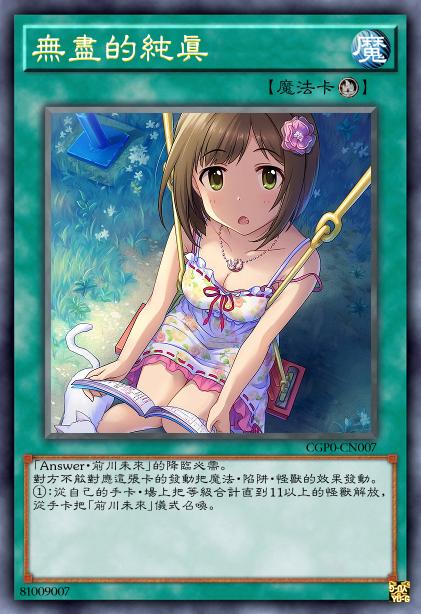 無盡的純真
魔
【魔法卡】
CGP0-CN007
「Answer·前川未來」的降臨必需。
對方不能對應這張卡的發動把魔法·陷阱·怪獸的效果發動。
①:從自己的手卡·場上把等級合計直到11以上的怪獸解放,
從手卡把「前川未來」儀式召喚。
81009007